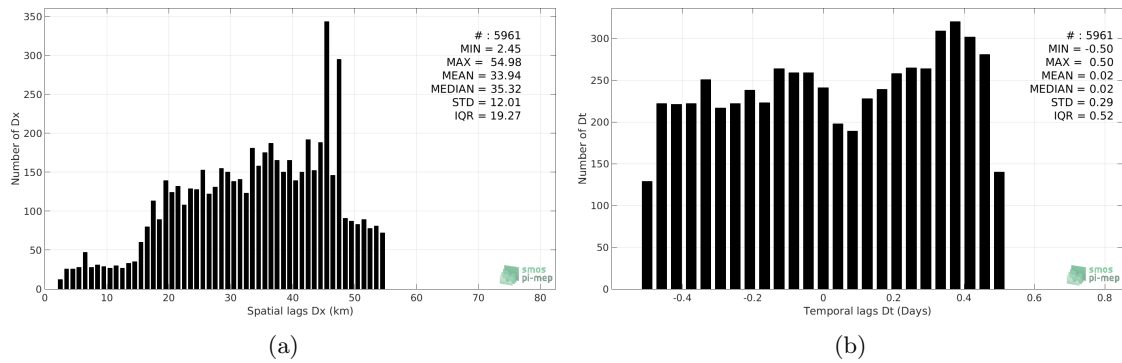 350
300
250
200
150
100
50
0
Number of Dx
# : 5961
MIN = 2.45
MAX = 54.98
MEAN = 33.94
MEDIAN = 35.32
STD = 12.01
IQR = 19.27
smos
pi-mep
0 10 20 30 40 50 60 70 80
Spatial lags Dx (km)
(a)
300
250
200
150
100
50
0
Number of Dt
# : 5961
MIN = -0.50
MAX = 0.50
MEAN = 0.02
MEDIAN = 0.02
STD = 0.29
IQR = 0.52
smos
pi-mep
-0.4 -0.2 0 0.2 0.4 0.6 0.8
Temporal lags Dt (Days)
(b)